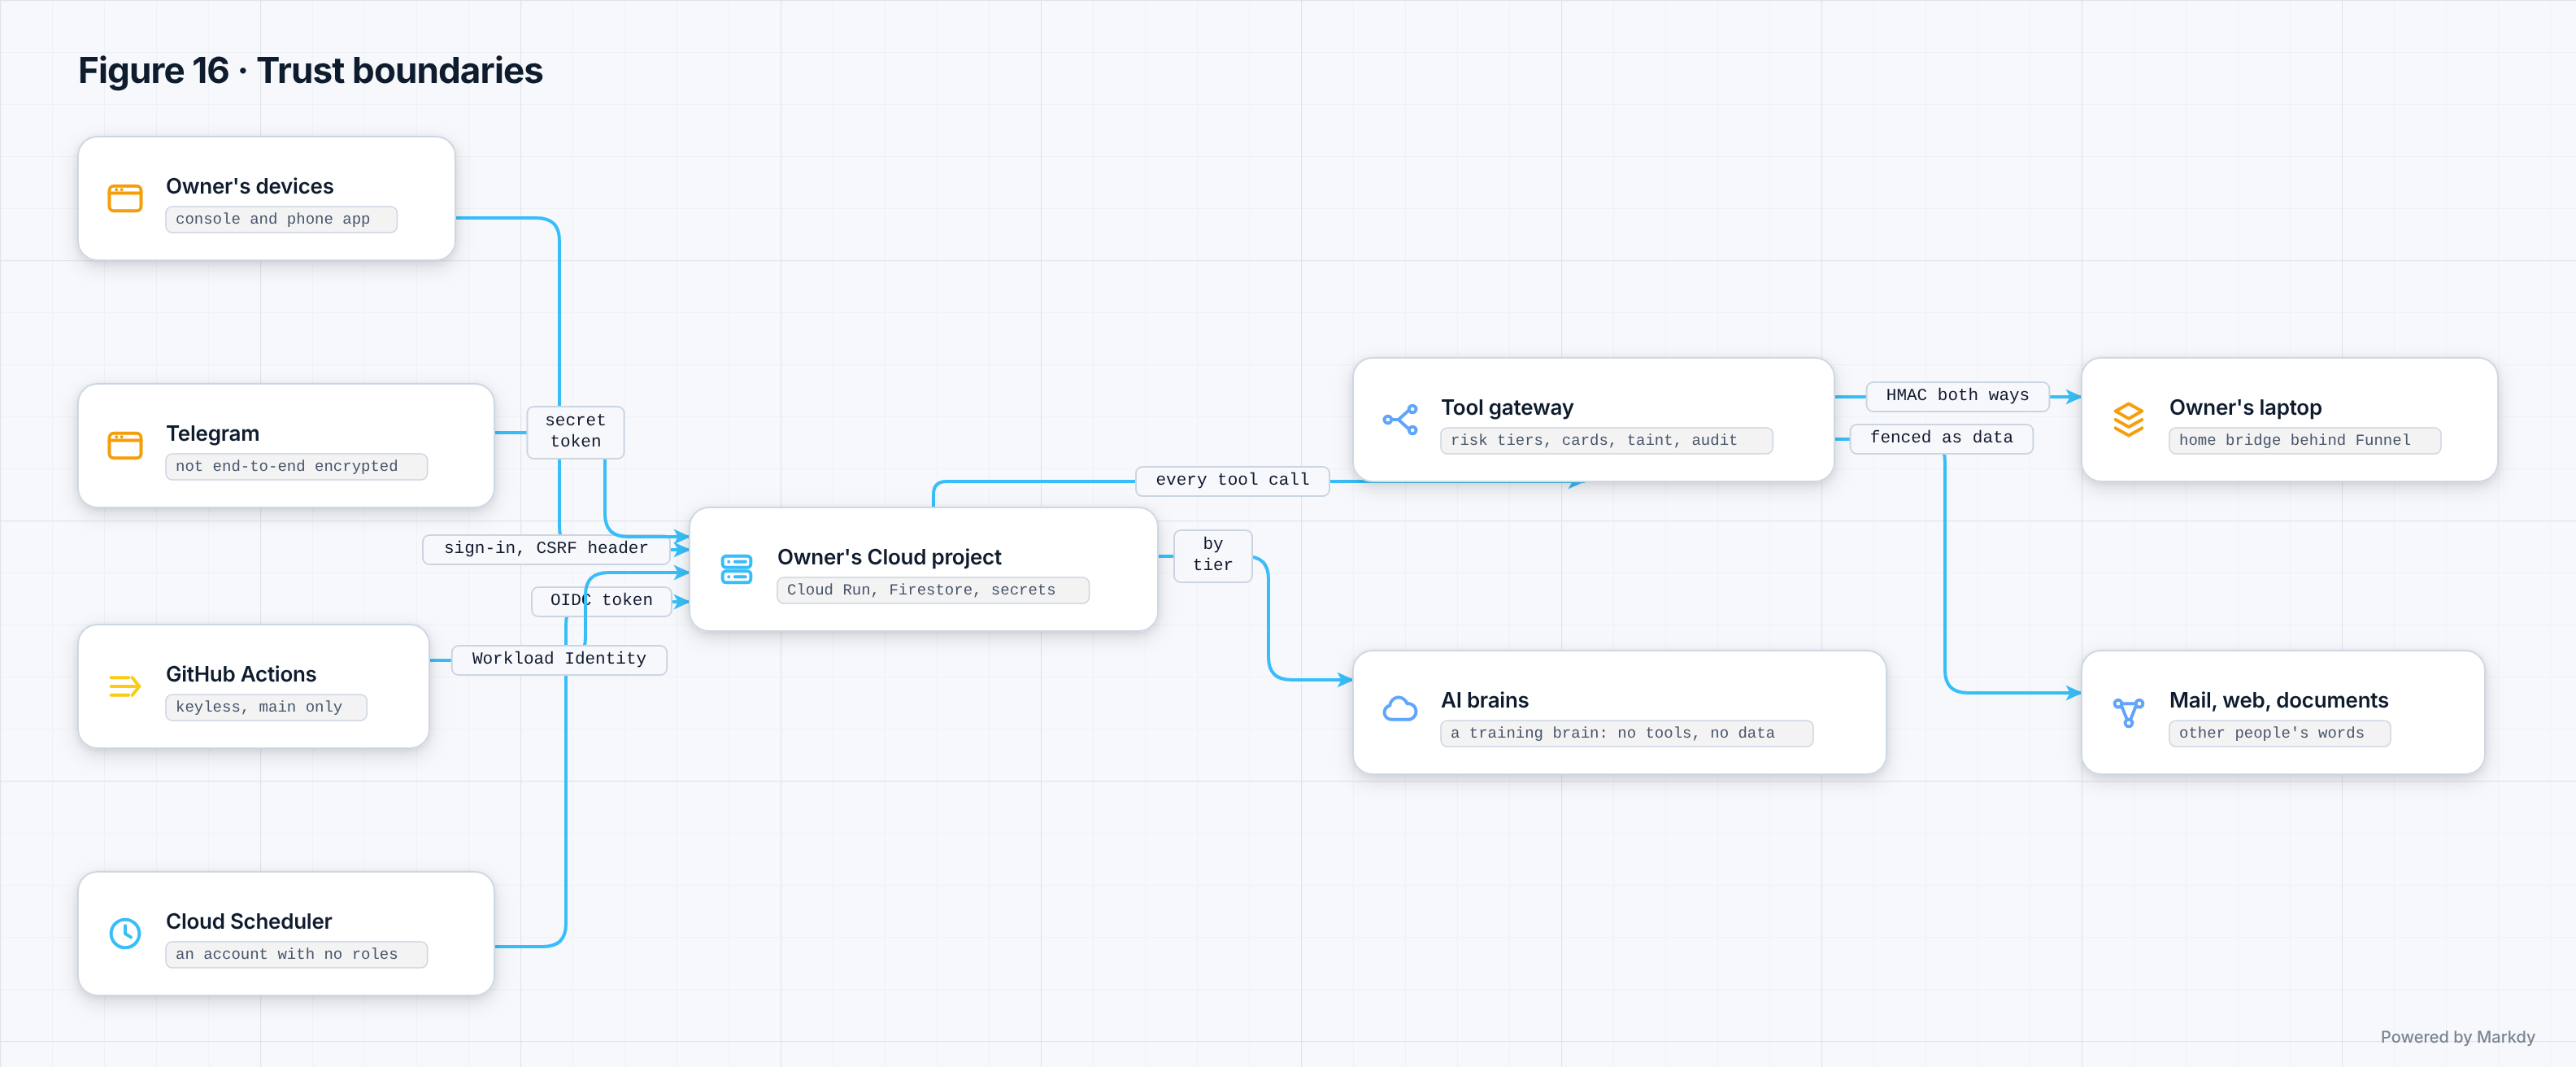 Figure 16 · Trust boundaries
Owner's devices
console and phone app
Telegram
not end-to-end encrypted
secret
token
sign-in, CSRF header
OIDC token
GitHub Actions
keyless, main only
Workload Identity
Cloud Scheduler
an account with no roles
Owner's Cloud project
Cloud Run, Firestore, secrets
every tool call
by
tier
Tool gateway
risk tiers, cards, taint, audit
AI brains
a training brain: no tools, no data
HMAC both ways
fenced as data
Owner's laptop
home bridge behind Funnel
Mail, web, documents
other people's words
Powered by Markdy